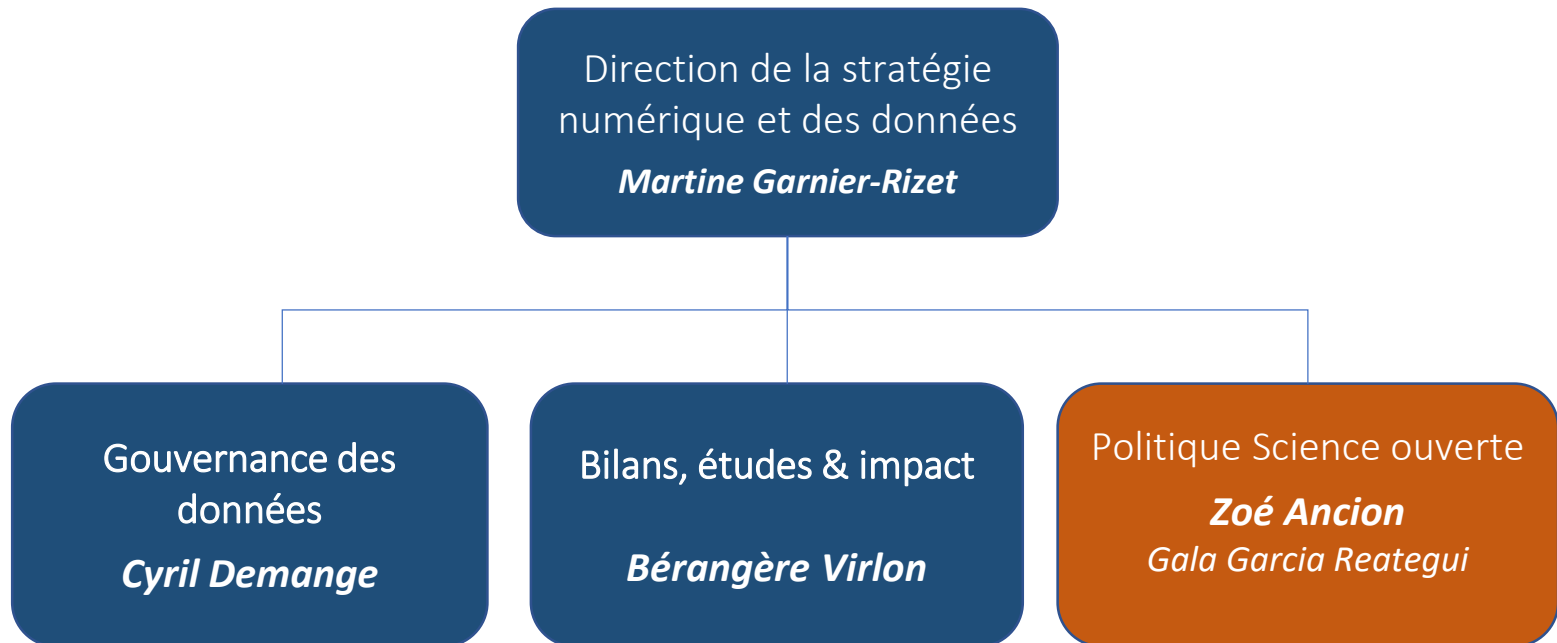 Direction de la stratégie
numérique et des données
Martine Garnier-Rizet
Gouvernance des
données
Cyril Demange
Bilans, études & impact
Bérangère Virlon
Politique Science ouverte
Zoé Ancion
Gala Garcia Reategui